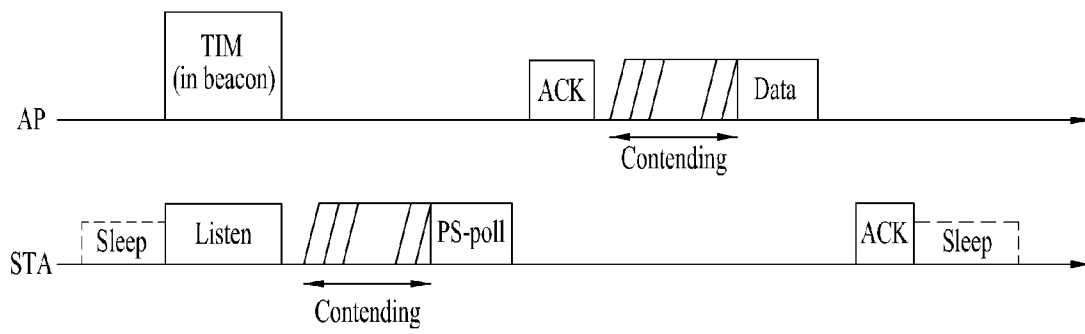 TIM
(in beacon)
ACK
Data
AP
Contending
Sleep
Listen
PS-poll
ACK
Sleep
STA
Contending